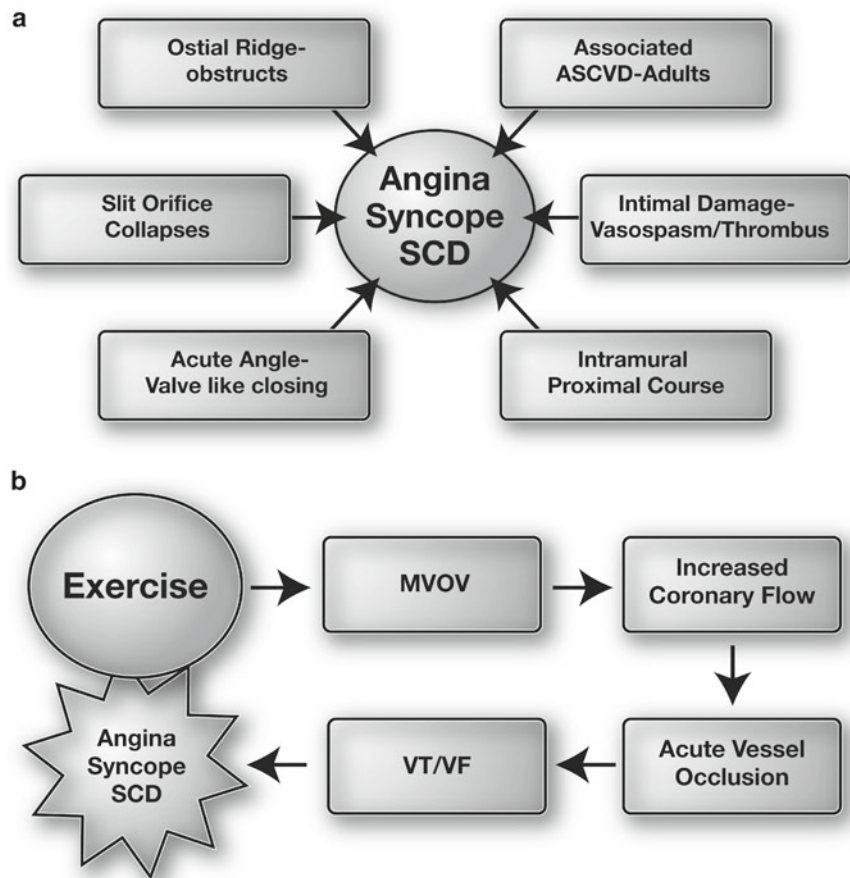 a
Ostial Ridge-
obstructs
Associated
ASCVD-Adults
Slit Orifice
Collapses
Angina
Syncope
SCD
Intimal Damage-
Vasospasm/Thrombus
Acute Angle-
Valve like closing
Intramural
Proximal Course
b
Exercise
MVOV
Increased
Coronary Flow
Angina
Syncope
SCD
VT/VF
Acute Vessel
Occlusion